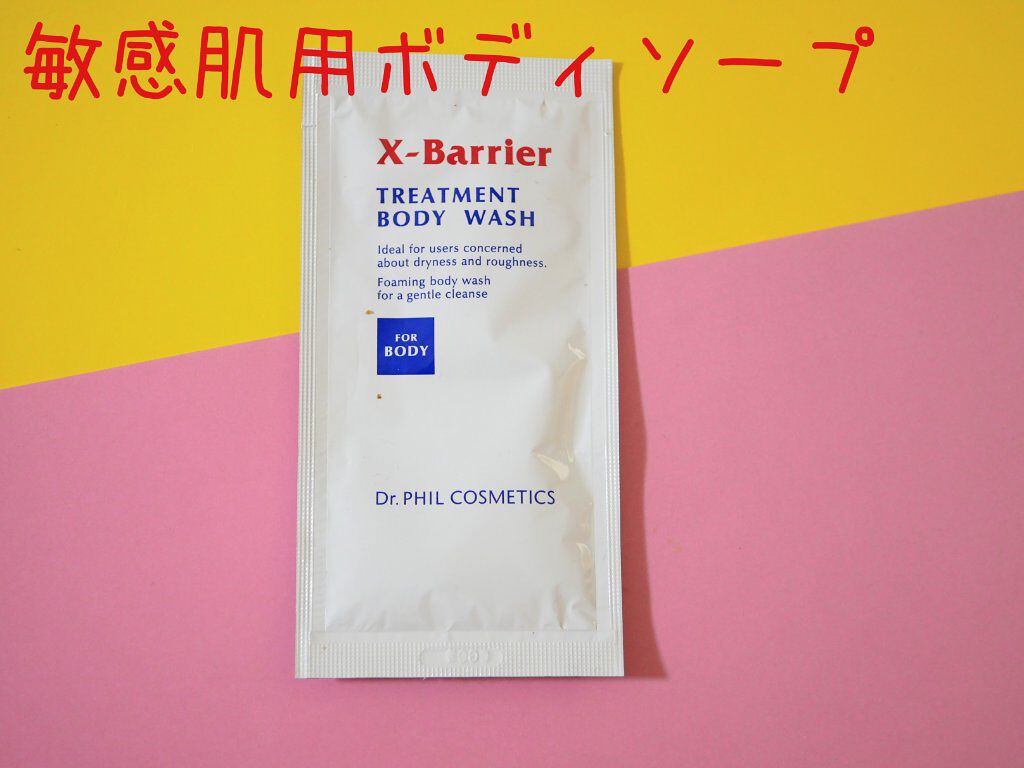 敏感肌用ボディソープ
X-Barrier
TREATMENT
BODY WASH
Ideal for users concerned
about dryness and roughness.
Foaming body wash
for a gentle cleanse
FOR
BODY
Dr. PHIL COSMETICS